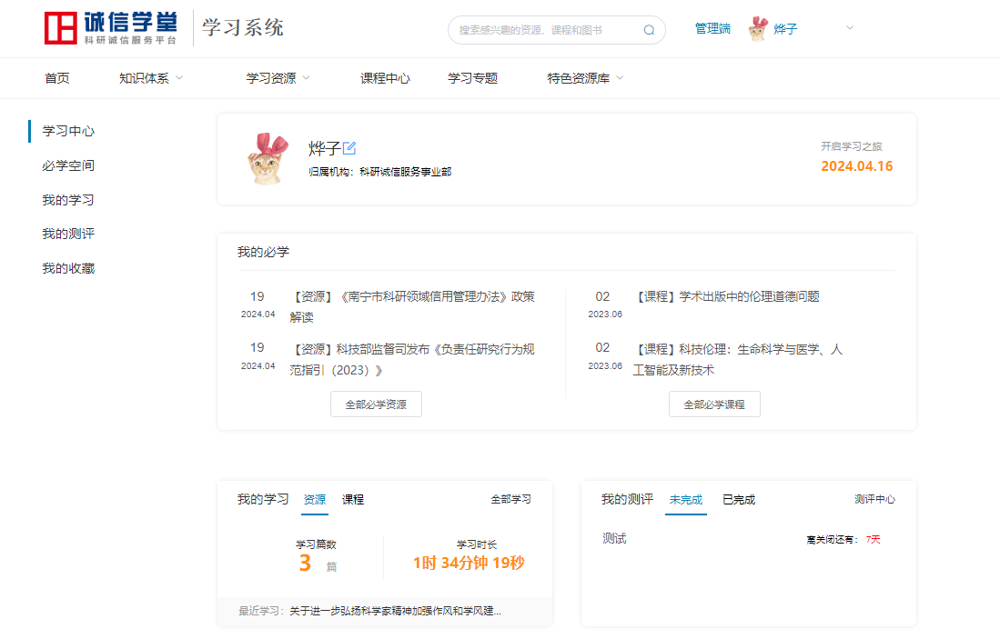 诚信学堂
科研诚信服务平台
学习系统
搜索感兴趣的资源、课程和图书
管理端
烨子
首页
知识体系
学习资源
课程中心
学习专题
特色资源库
学习中心
必学空间
我的学习
我的测评
我的收藏
烨子
归属机构：科研诚信服务事业部
开启学习之旅
2024.04.16
我的必学
19
2024.04
【资源】《南宁市科研领域信用管理办法》政策
解读
19
2024.04
【资源】科技部监督司发布《负责任研究行为规
范指引（2023）》
全部必学资源
02
2023.06
【课程】学术出版中的伦理道德问题
02
2023.06
【课程】科技伦理：生命科学与医学、人
工智能及新技术
全部必学课程
我的学习 资源 课程 全部学习
学习篇数
3 篇
学习时长
1时 34分钟 19秒
最近学习：关于进一步弘扬科学家精神加强作风和学风建...
我的测评 未完成 已完成 测评中心
测试 离关闭还有： 7天